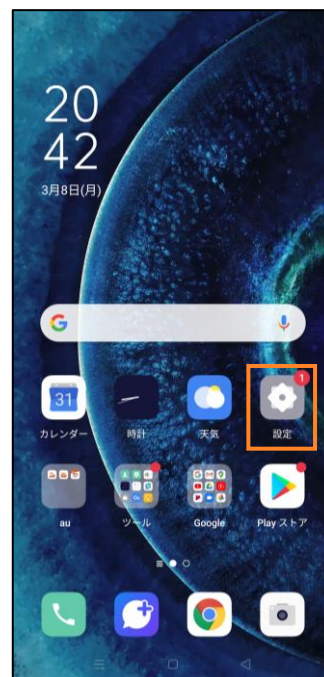 20
42
3月8日(月)
G
31
1
カレンダー
時計
天気
設定
au
ツール
Google
Play ストア